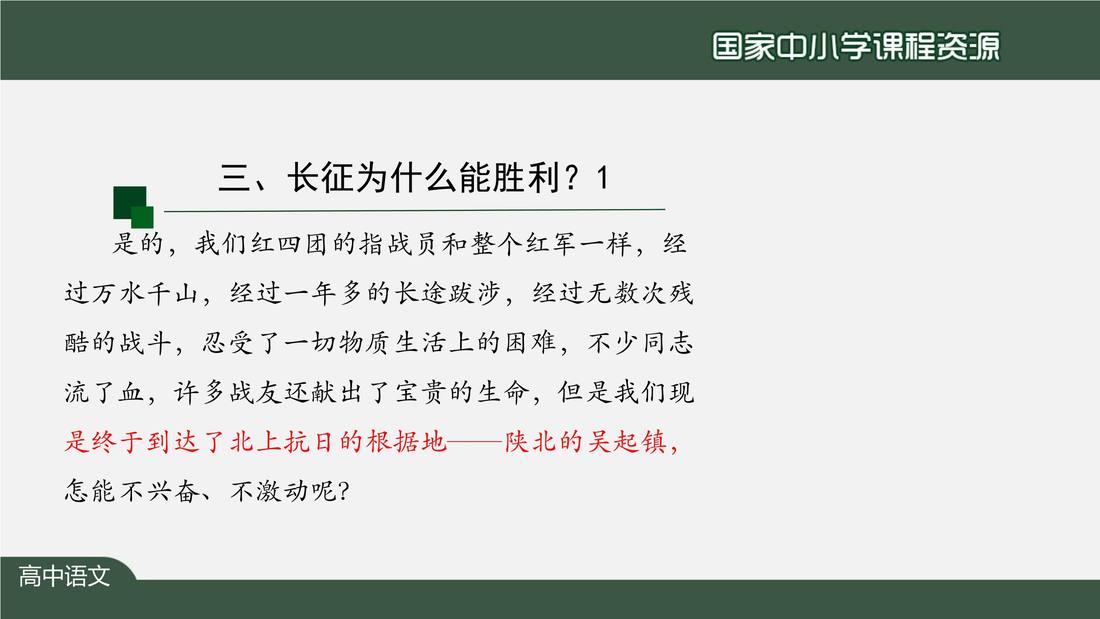 国家中小学课程资源
三、长征为什么能胜利？1
是的，我们红四团的指战员和整个红军一样，经
过万水千山，经过一年多的长途跋涉，经过无数次残
酷的战斗，忍受了一切物质生活上的困难，不少同志
流了血，许多战友还献出了宝贵的生命，但是我们现
是终于到达了北上抗日的根据地——陕北的吴起镇，
怎能不兴奋、不激动呢？
高中语文